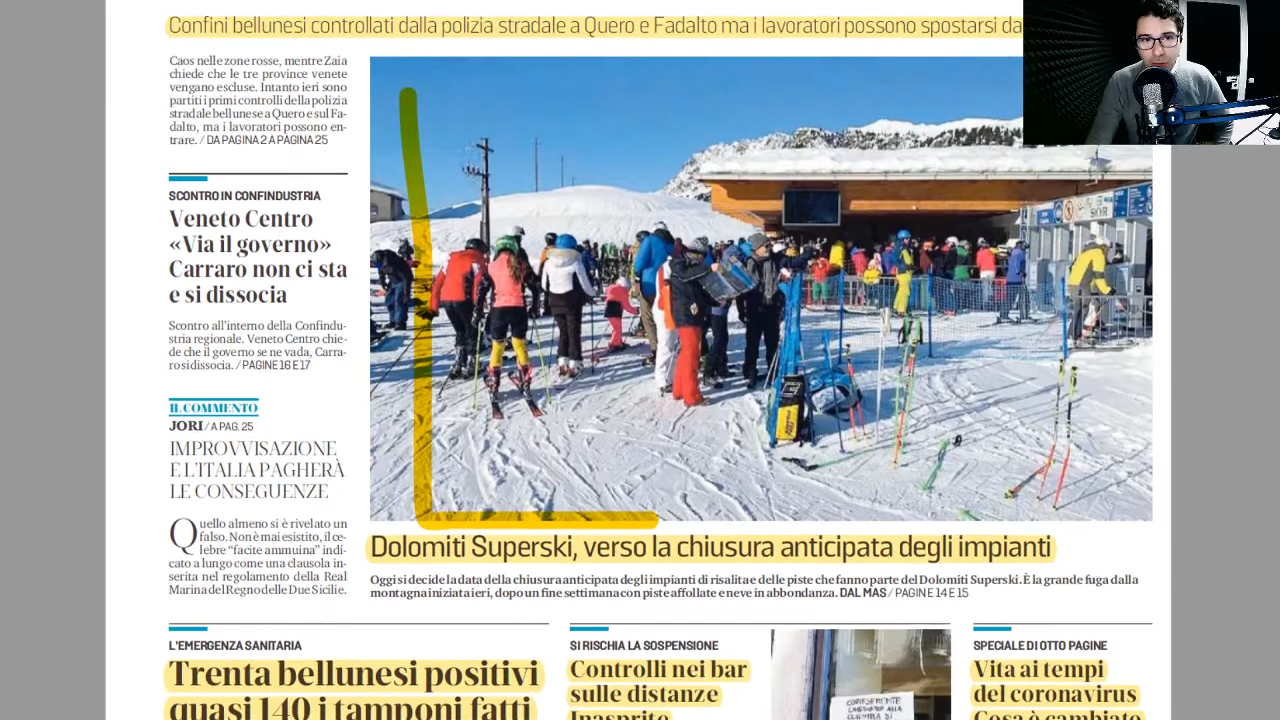 Confini bellunesi controllati dalla polizia stradale a Quero e Fadalto ma i lavoratori possono spostarsi
Caos nelle zone rosse, mentre Zaia
chiede che le tre province venete
vengano escluse. Intanto ieri sono
partiti i primi controlli della polizia
stradale bellunese a Quero e sul Fa-
dalto, ma i lavoratori possono en-
trare. / DA PAGINA 2 A PAGINA 25
SCONTRO IN CONFINDUSTRIA
Veneto Centro
«Via il governo»
Carraro non ci sta
e si dissocia
Scontro all'interno della Confindu-
stria regionale. Veneto Centro chie-
de che il governo se ne vada, Carra-
ro si dissocia. / PAGINE 16 E 17
IL COMMENTO
JORI / A PAG. 25
IMPROVVISAZIONE
E L'ITALIA PAGHERÀ
LE CONSEGUENZE
Quello almeno si è rivelato un
falso. Non è mai esistito, il ce-
lebre “facite ammuina” indi-
cato a lungo come una clausola in-
serita nel regolamento della Real
Marina del Regno delle Due Sicilie.
Dolomiti Superski, verso la chiusura anticipata degli impianti
Oggi si decide la data della chiusura anticipata degli impianti di risalita e delle piste che fanno parte del Dolomiti Superski. È la grande fuga dalla
montagna iniziata ieri, dopo un fine settimana con piste affollate e neve in abbondanza. DAL MAS / PAGINE 14 E 15
L'EMERGENZA SANITARIA
Trenta bellunesi positivi
quasi 140 i tamponi fatti
SI RISCHIA LA SOSPENSIONE
Controlli nei bar
sulle distanze
Inasprite
SPECIALE DI OTTO PAGINE
Vita ai tempi
del coronavirus
Cosa è cambiato